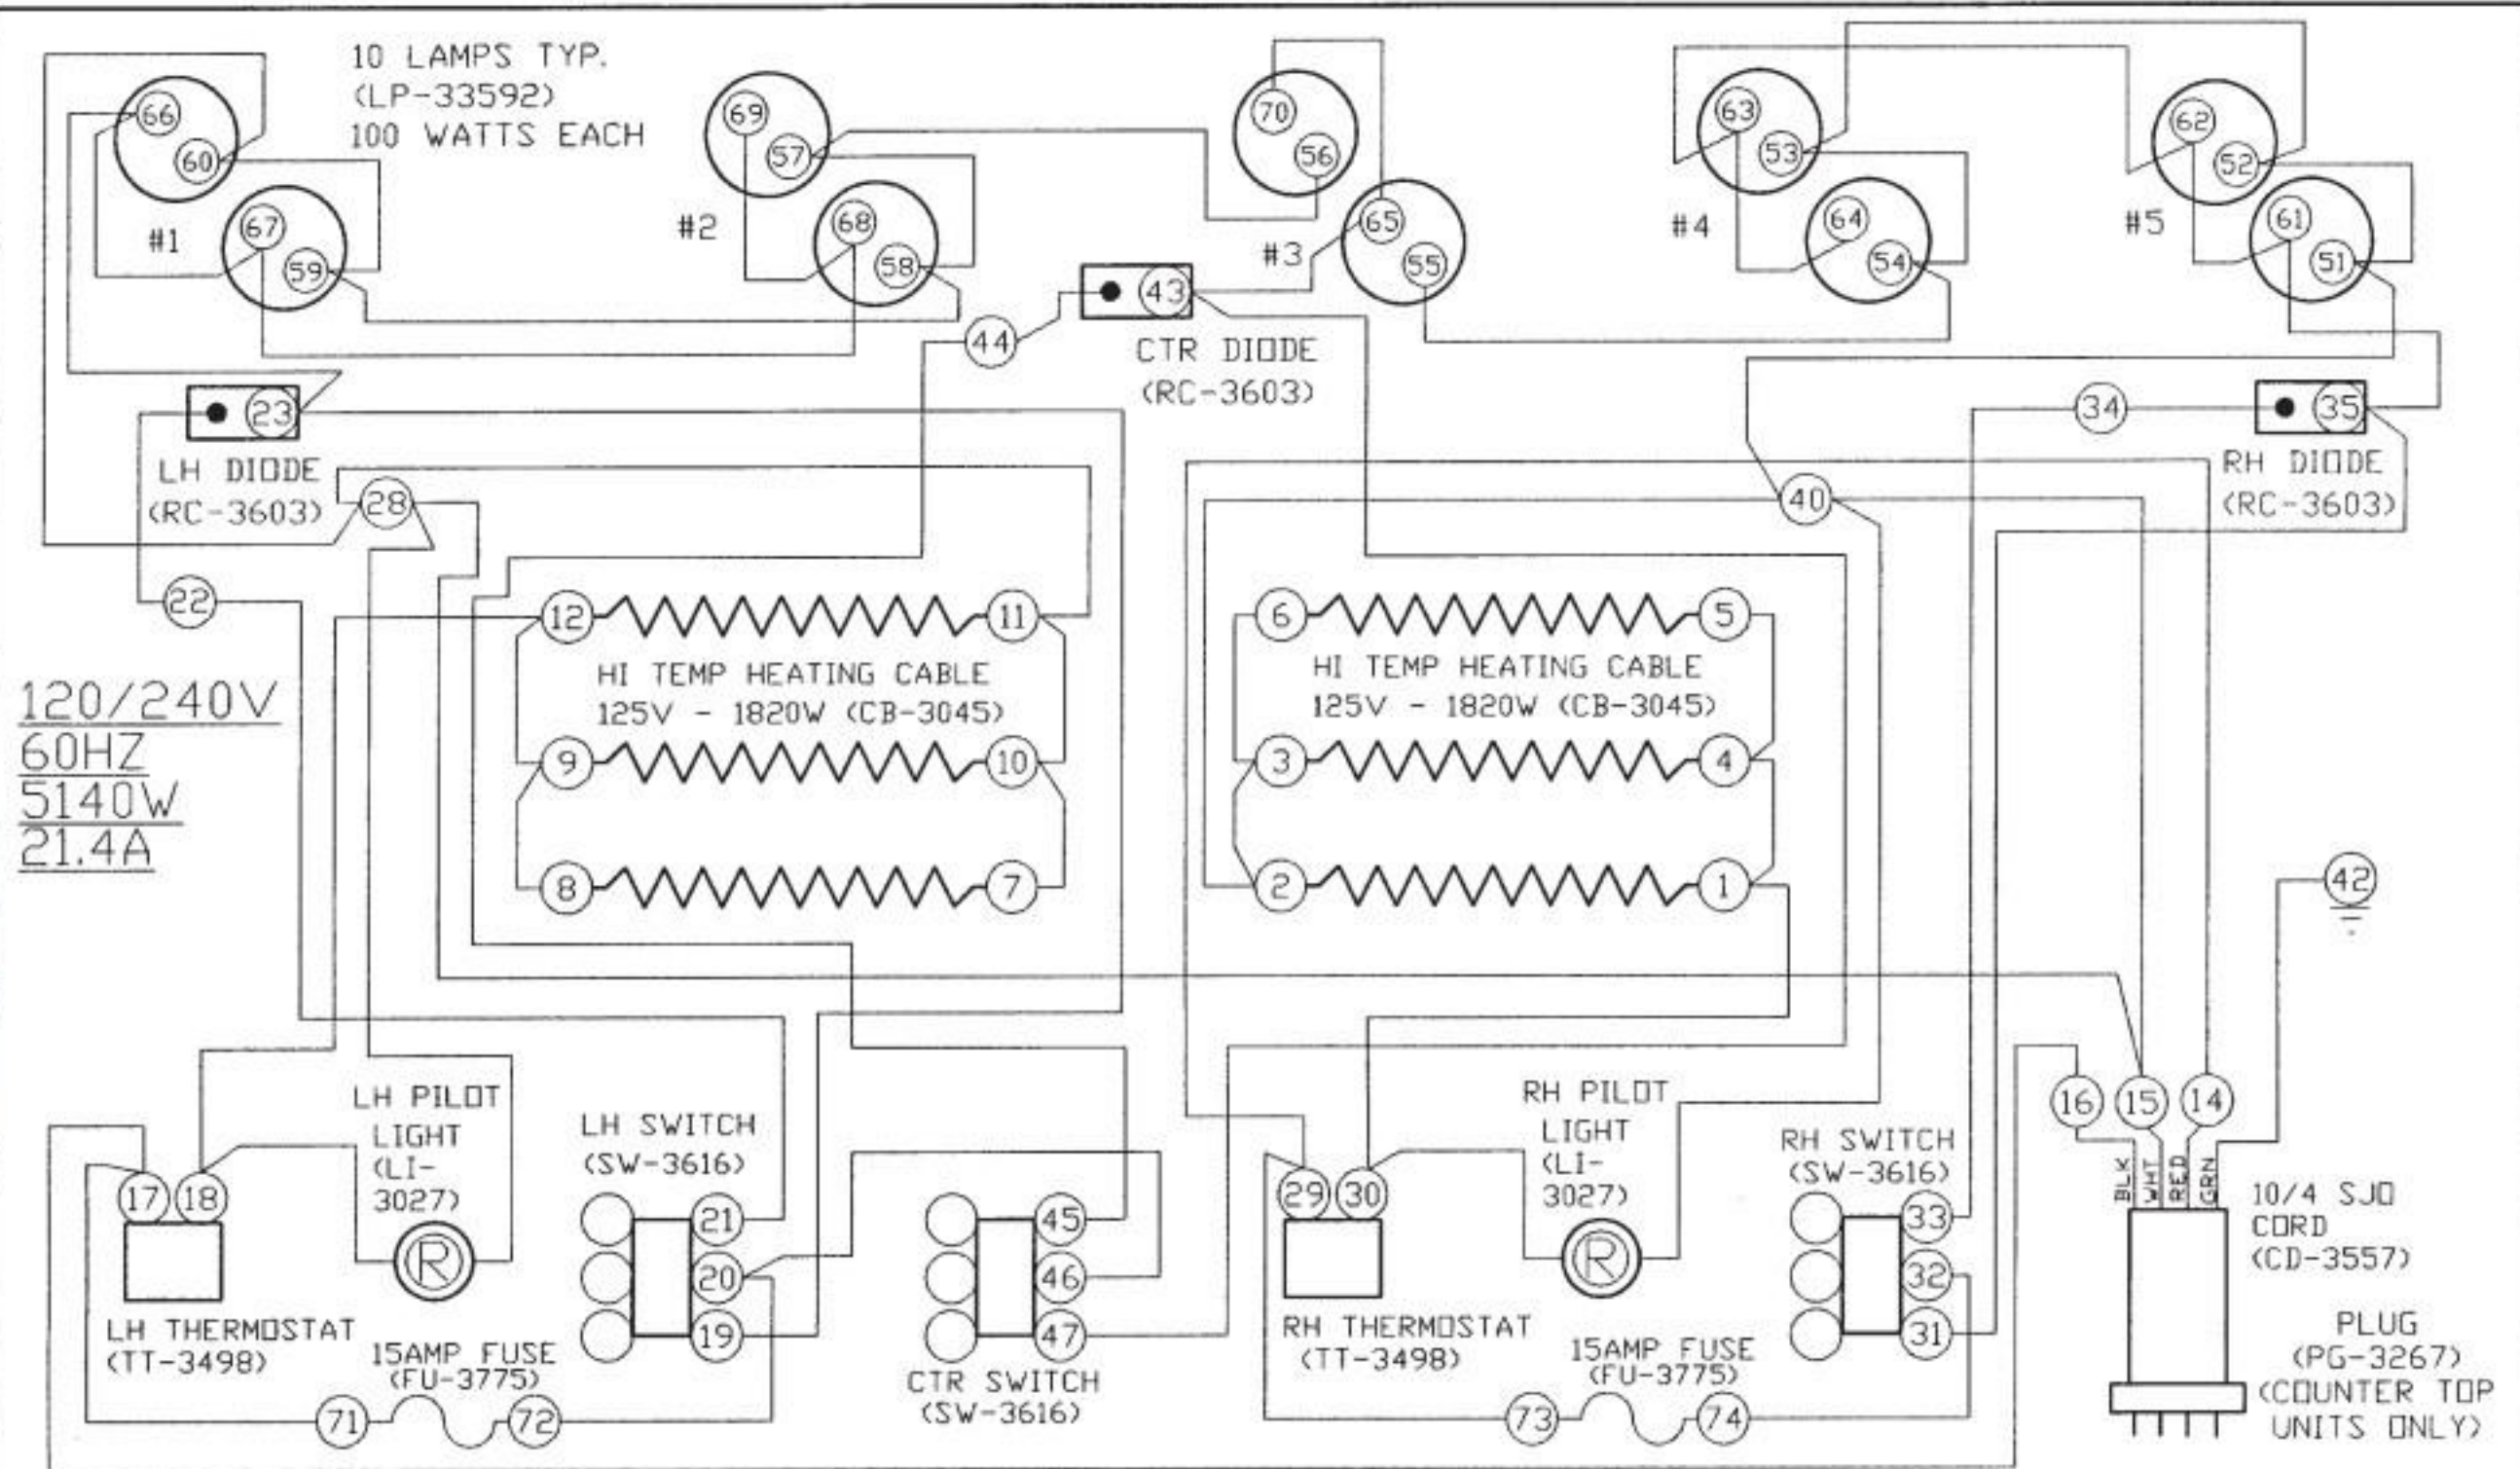 10 LAMPS TYP.
(LP-33592)
100 WATTS EACH
66
60
67
59
#1
69
57
68
58
#2
70
56
65
55
#3
63
53
64
54
#4
62
52
61
51
#5
43
44
CTR DIODE
(RC-3603)
23
LH DIODE
(RC-3603)
28
22
34
35
RH DIODE
(RC-3603)
40
12
11
HI TEMP HEATING CABLE
125V - 1820W (CB-3045)
9
10
8
7
6
5
HI TEMP HEATING CABLE
125V - 1820W (CB-3045)
3
4
2
1
120/240V
60HZ
5140W
21.4A
42
LH PILOT
LIGHT
(LI-
3027)
R
17
18
LH THERMOSTAT
(TT-3498)
15AMP FUSE
(FU-3775)
71
72
LH SWITCH
(SW-3616)
21
20
19
45
46
47
CTR SWITCH
(SW-3616)
29
30
RH THERMOSTAT
(TT-3498)
RH PILOT
LIGHT
(LI-
3027)
R
15AMP FUSE
(FU-3775)
73
74
RH SWITCH
(SW-3616)
33
32
31
16
15
14
BLK
WHT
RED
GRN
10/4 SJO
CORD
(CD-3557)
PLUG
(PG-3267)
(COUNTER TOP
UNITS ONLY)